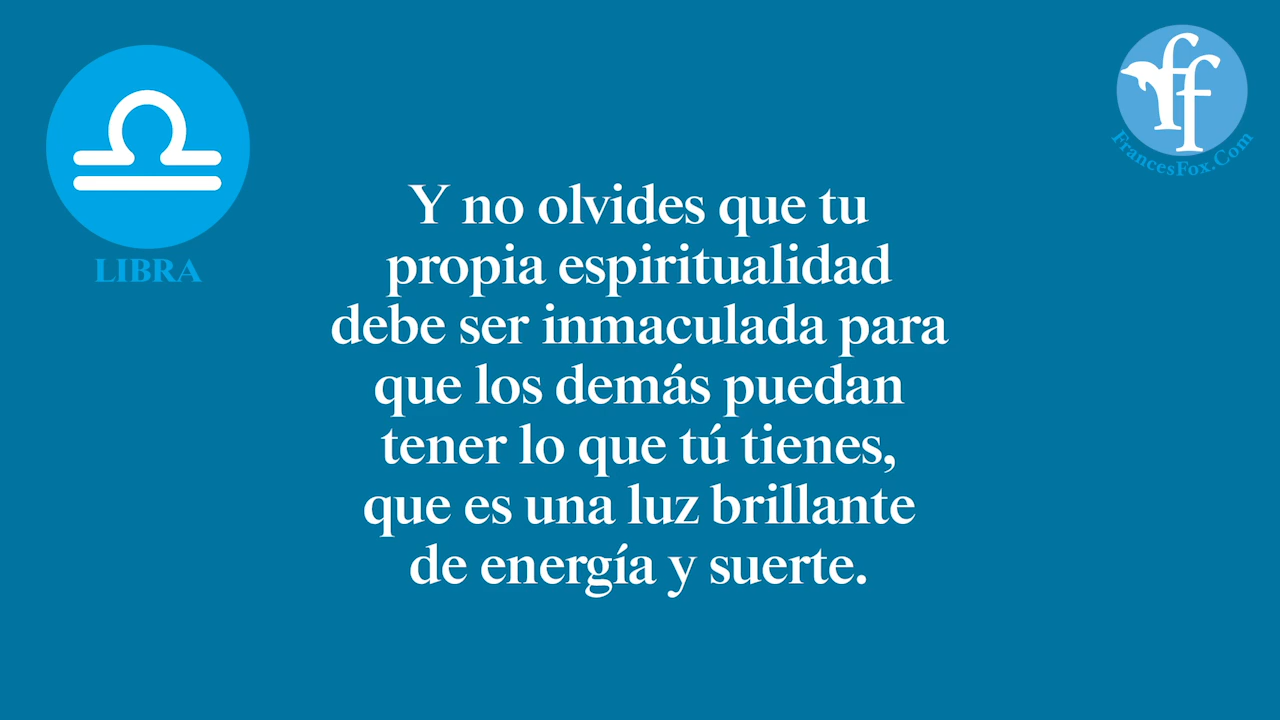 LIBRA
ff
FrancesFox.Com
Y no olvides que tu
propia espiritualidad
debe ser inmaculada para
que los demás puedan
tener lo que tú tienes,
que es una luz brillante
de energía y suerte.